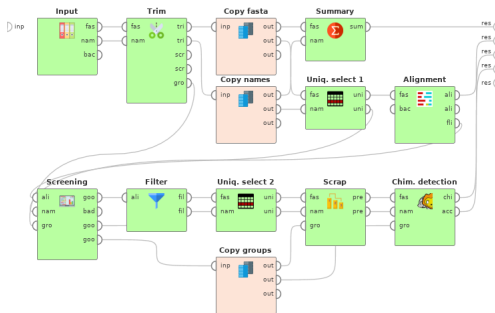 Input
Trim
Copy fasta
Summary
inp
fas
nam
bac
fas
nam
tri
tri
scr
scr
gro
inp
out
out
out
fas
nam
sum
res
res
res
res
res
Copy names
Uniq. select 1
Alignment
inp
out
out
out
fas
nam
uni
uni
fas
bac
ali
ali
fli
Screening
Filter
Uniq. select 2
Scrap
Chim. detection
ali
nam
gro
goo
bad
goo
goo
ali
fil
fil
fas
nam
uni
uni
fas
nam
gro
pre
pre
fas
nam
gro
chi
acc
Copy groups
inp
out
out
out